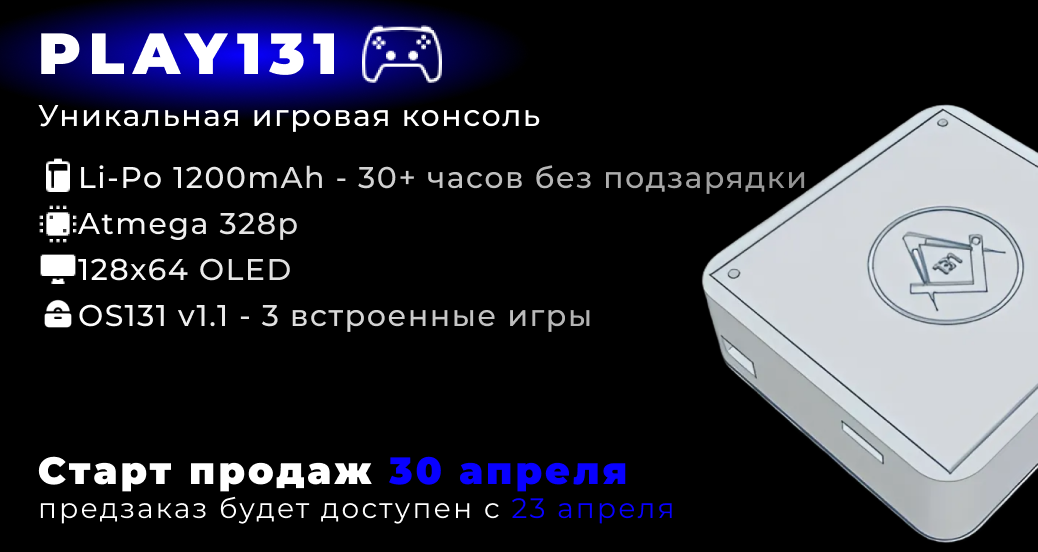 PLAY131
Уникальная игровая консоль
Li-Po 1200mAh - 30+ часов без подзарядки
Atmega 328p
128x64 OLED
OS131 v1.1 - 3 встроенные игры
131
Старт продаж 30 апреля
предзаказ будет доступен с 23 апреля